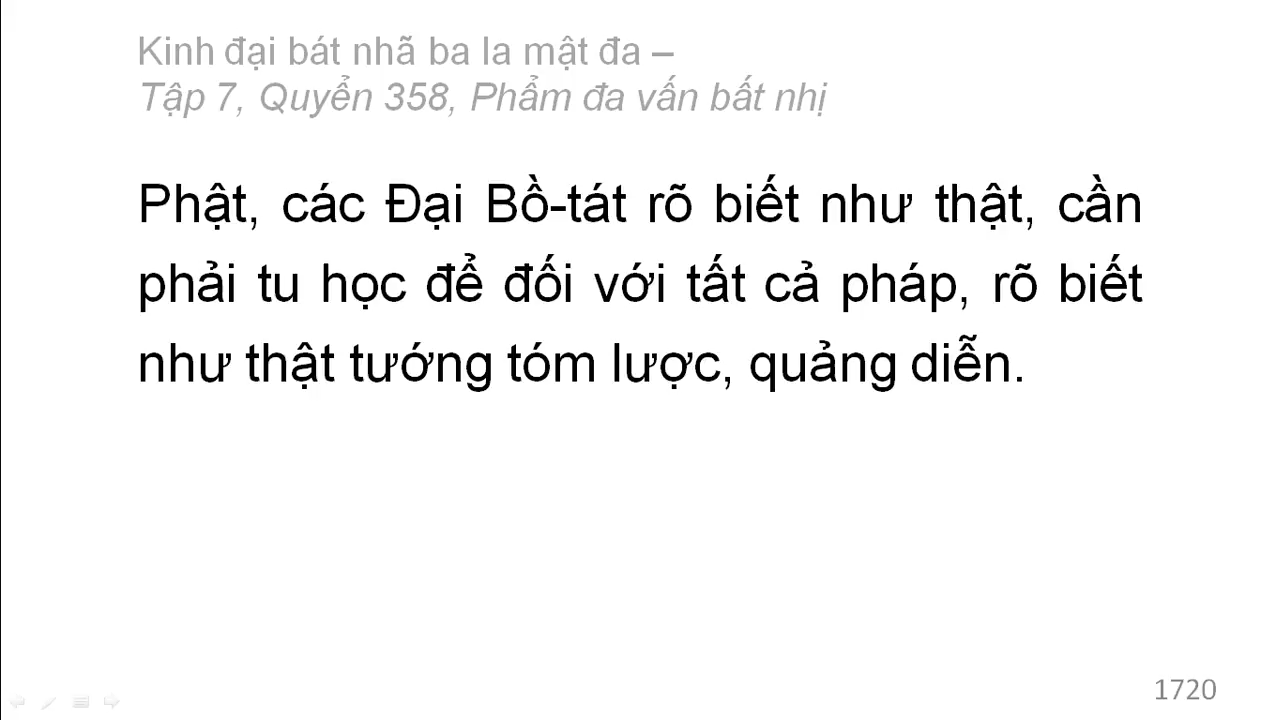 Kinh đại bát nhã ba la mật đa –
Tập 7, Quyển 358, Phẩm đa vấn bất nhị
Phật, các Đại Bồ-tát rõ biết như thật, cần
phải tu học để đối với tất cả pháp, rõ biết
như thật tướng tóm lược, quảng diễn.
1720